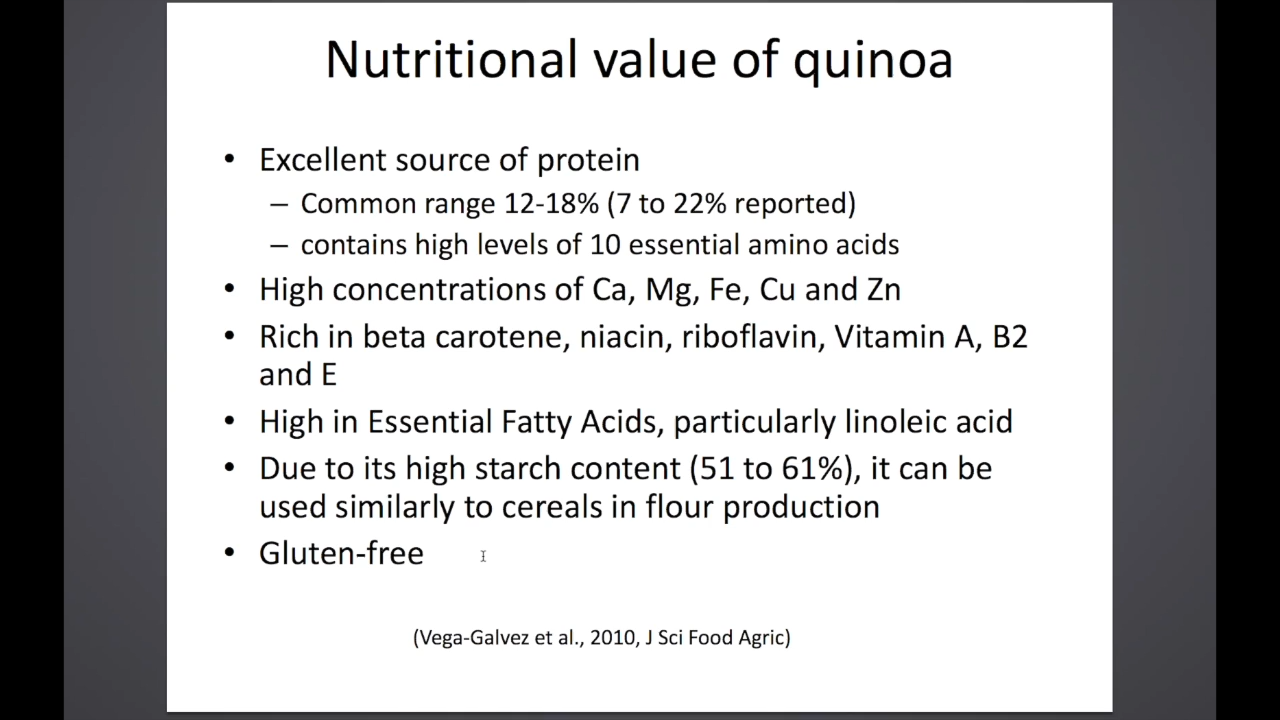 Nutritional value of quinoa
• Excellent source of protein
– Common range 12-18% (7 to 22% reported)
– contains high levels of 10 essential amino acids
• High concentrations of Ca, Mg, Fe, Cu and Zn
• Rich in beta carotene, niacin, riboflavin, Vitamin A, B2
and E
• High in Essential Fatty Acids, particularly linoleic acid
• Due to its high starch content (51 to 61%), it can be
used similarly to cereals in flour production
• Gluten-free
(Vega-Galvez et al., 2010, J Sci Food Agric)